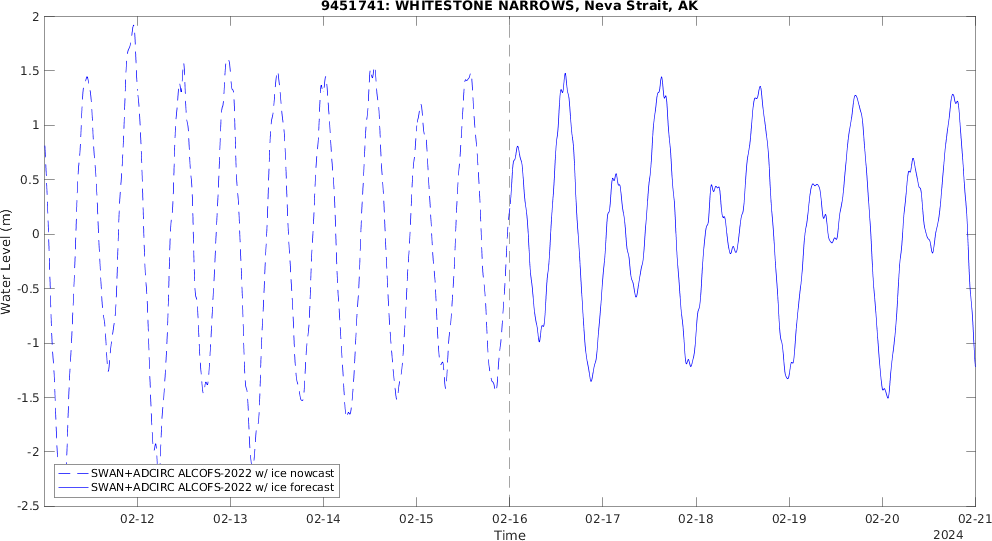 9451741: WHITESTONE NARROWS, Neva Strait, AK
2
1.5
1
0.5
0
-0.5
-1
-1.5
-2
-2.5
Water Level (m)
SWAN+ADCIRC ALCOFS-2022 w/ ice nowcast
SWAN+ADCIRC ALCOFS-2022 w/ ice forecast
02-12 02-13 02-14 02-15 02-16 02-17 02-18 02-19 02-20 02-21
Time
2024